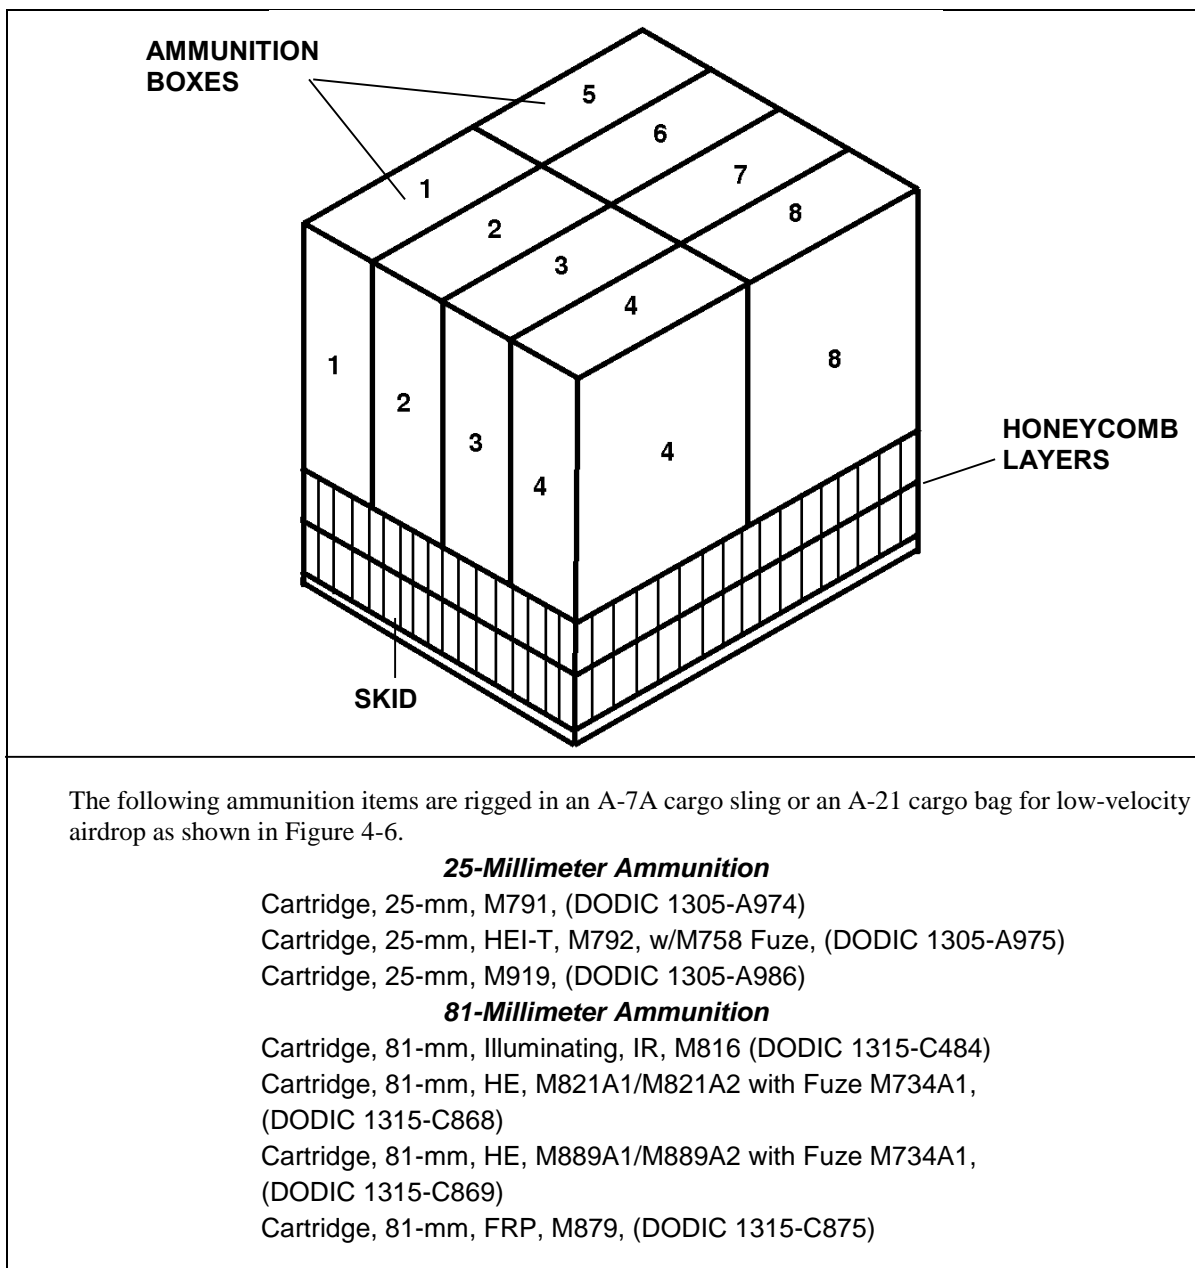 AMMUNITION
BOXES
5
6
7
8
1
2
3
4
1
2
3
4
4
8
HONEYCOMB
LAYERS
SKID
The following ammunition items are rigged in an A-7A cargo sling or an A-21 cargo bag for low-velocity
airdrop as shown in Figure 4-6.
25-Millimeter Ammunition
Cartridge, 25-mm, M791, (DODIC 1305-A974)
Cartridge, 25-mm, HEI-T, M792, w/M758 Fuze, (DODIC 1305-A975)
Cartridge, 25-mm, M919, (DODIC 1305-A986)
81-Millimeter Ammunition
Cartridge, 81-mm, Illuminating, IR, M816 (DODIC 1315-C484)
Cartridge, 81-mm, HE, M821A1/M821A2 with Fuze M734A1,
(DODIC 1315-C868)
Cartridge, 81-mm, HE, M889A1/M889A2 with Fuze M734A1,
(DODIC 1315-C869)
Cartridge, 81-mm, FRP, M879, (DODIC 1315-C875)